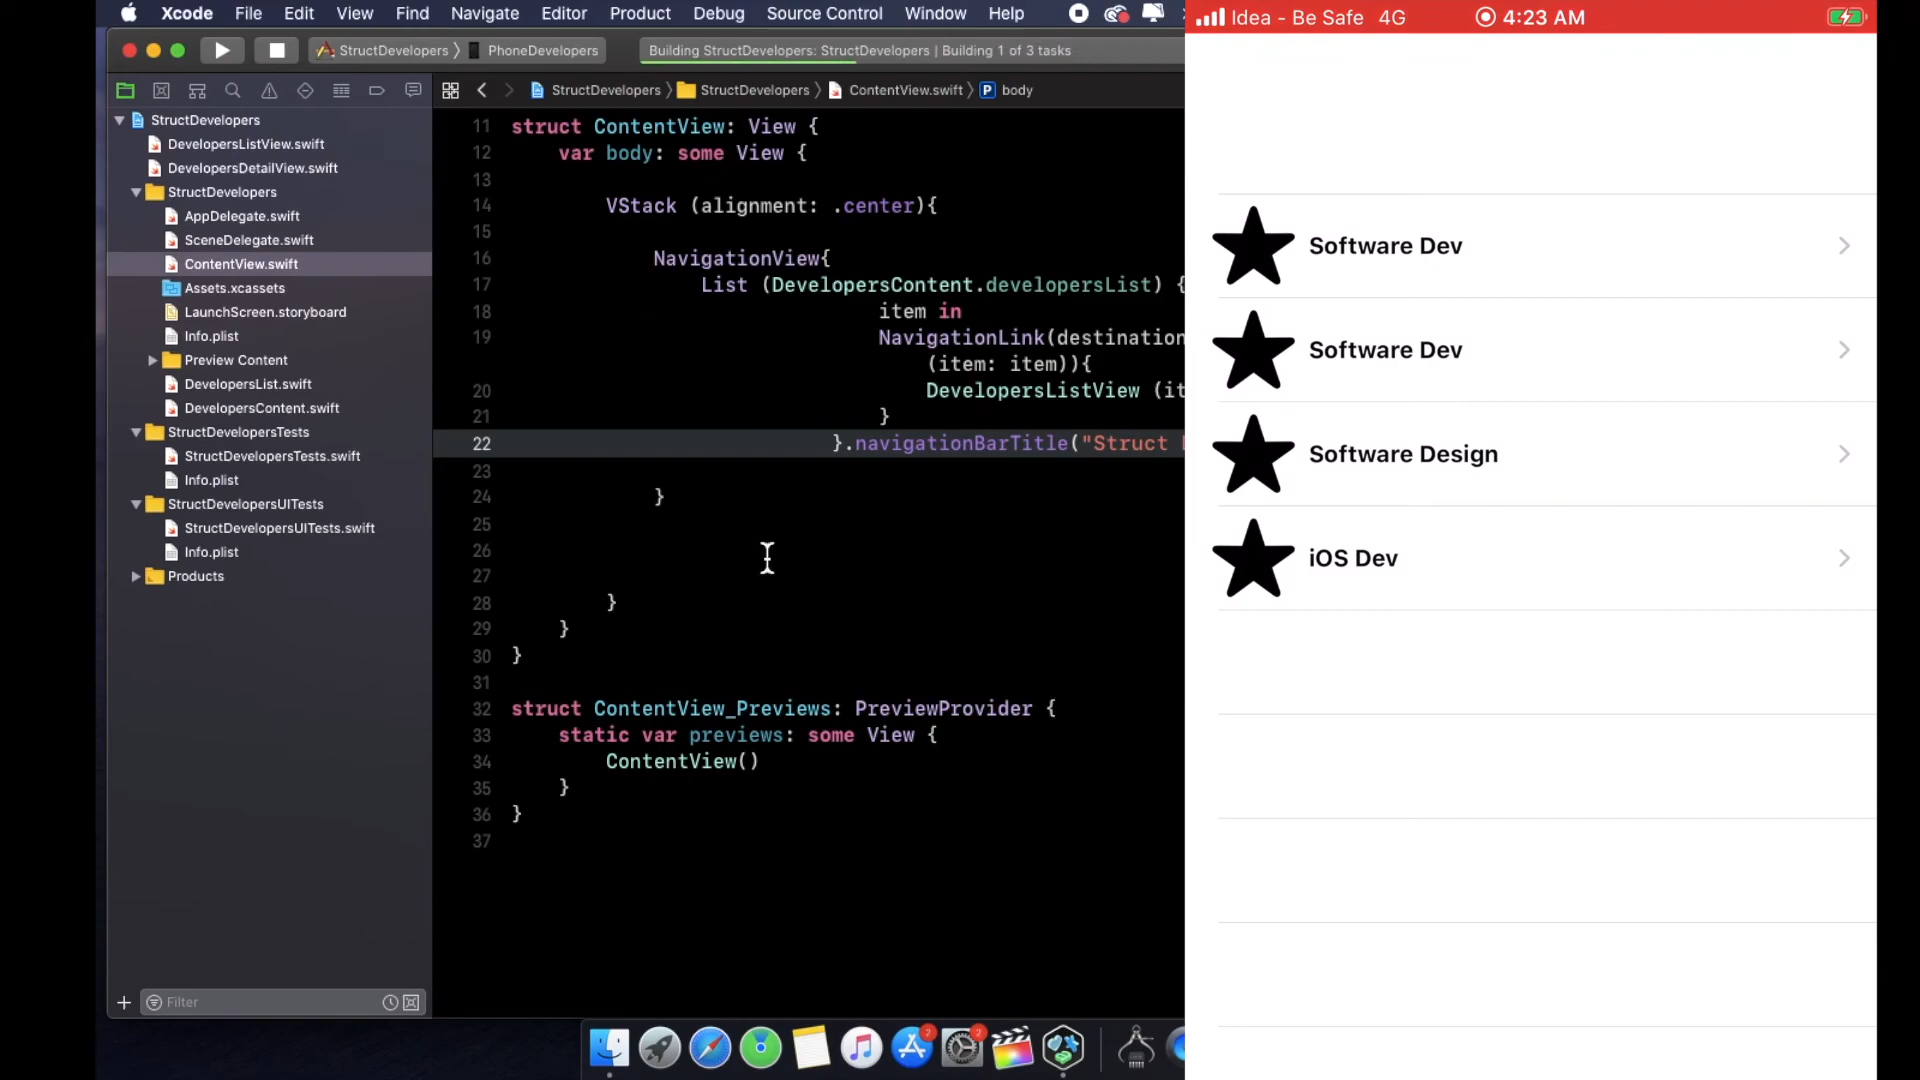 Xcode File Edit View Find Navigate Editor Product Debug Source Control Window Help
StructDevelopers PhoneDevelopers
Building StructDevelopers: StructDevelopers | Building 1 of 3 tasks
StructDevelopers StructDevelopers ContentView.swift P body
StructDevelopers
DevelopersListView.swift
DevelopersDetailView.swift
StructDevelopers
AppDelegate.swift
SceneDelegate.swift
ContentView.swift
Assets.xcassets
LaunchScreen.storyboard
Info.plist
Preview Content
DevelopersList.swift
DevelopersContent.swift
StructDevelopersTests
StructDevelopersTests.swift
Info.plist
StructDevelopersUITests
StructDevelopersUITests.swift
Info.plist
Products
Filter
11 struct ContentView: View {
12 var body: some View {
13
14 VStack (alignment: .center){
15
16 NavigationView{
17 List (DevelopersContent.developersList) {
18 item in
19 NavigationLink(destination
(item: item)){
20 DevelopersListView (it
21 }
22 }.navigationBarTitle("Struct
23
24 }
25
26
27
28 }
29 }
30 }
31
32 struct ContentView_Previews: PreviewProvider {
33 static var previews: some View {
34 ContentView()
35 }
36 }
37
2
2
Idea - Be Safe 4G 4:23 AM
Software Dev
Software Dev
Software Design
iOS Dev